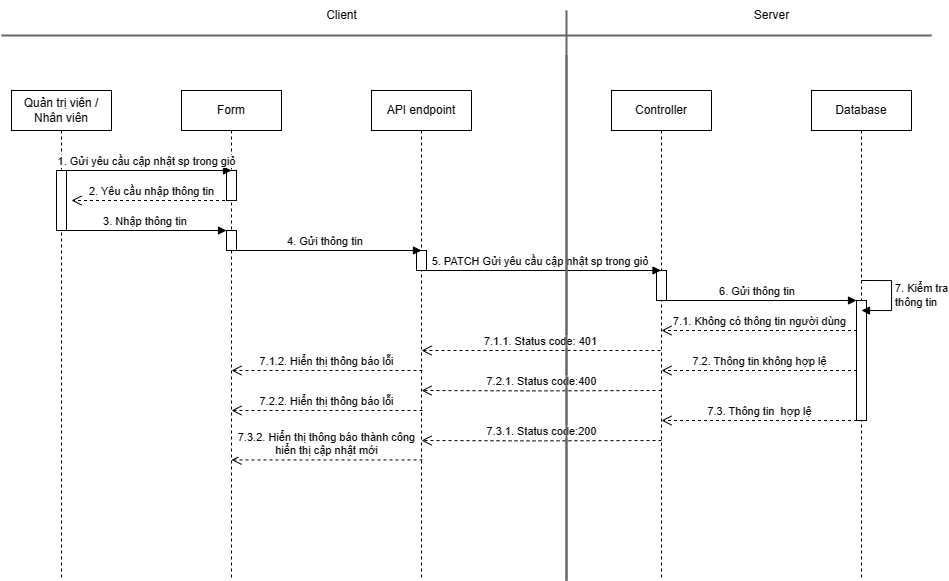 Client
Server
Quản trị viên /
Nhân viên
Form
API endpoint
Controller
Database
1. Gửi yêu cầu cập nhật sp trong giỏ
2. Yêu cầu nhập thông tin
3. Nhập thông tin
4. Gửi thông tin
5. PATCH Gửi yêu cầu cập nhật sp trong giỏ
6. Gửi thông tin
7. Kiểm tra
thông tin
7.1. Không có thông tin người dùng
7.1.1. Status code: 401
7.1.2. Hiển thị thông báo lỗi
7.2. Thông tin không hợp lệ
7.2.1. Status code:400
7.2.2. Hiển thị thông báo lỗi
7.3. Thông tin  hợp lệ
7.3.1. Status code:200
7.3.2. Hiển thị thông báo thành công
hiển thị cập nhật mới